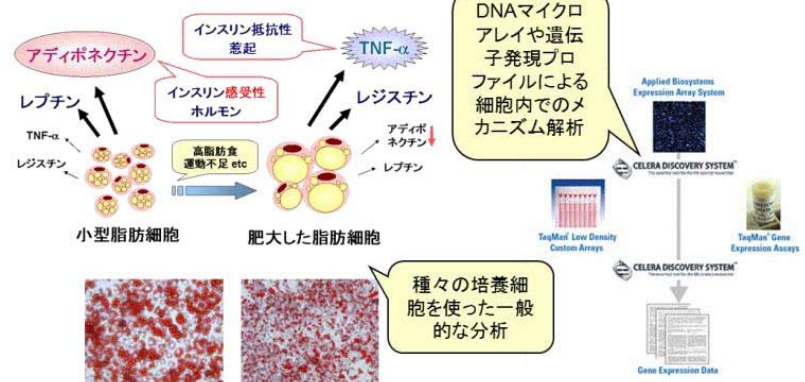 インスリン抵抗性
惹起
アディポネクチン
TNF-α
インスリン感受性
ホルモン
レプチン
レジスチン
TNF-α
レジスチン
高脂肪食
運動不足 etc
アディポ
ネクチン
レプチン
小型脂肪細胞
肥大した脂肪細胞
DNAマイクロ
アレイや遺伝
子発現プロ
ファイルによる
細胞内でのメ
カニズム解析
種々の培養細
胞を使った一般
的な分析
Applied Biosystems
Expression Array System
CELERA DISCOVERY SYSTEM™
TaqMan® Low Density
Custom Arrays
TaqMan® Gene
Expression Assays
CELERA DISCOVERY SYSTEM™
Gene Expression Data